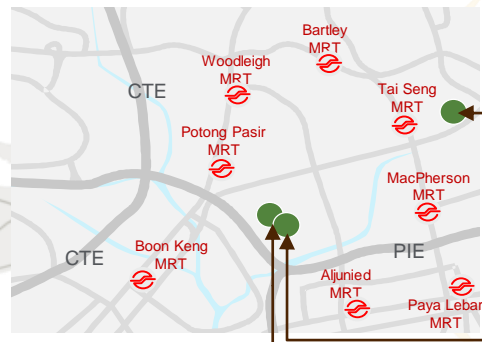 Bartley
MRT
Woodleigh
MRT
CTE
Tai Seng
MRT
Potong Pasir
MRT
MacPherson
MRT
CTE
Boon Keng
MRT
PIE
Aljunied
MRT
Paya Lebar
MRT